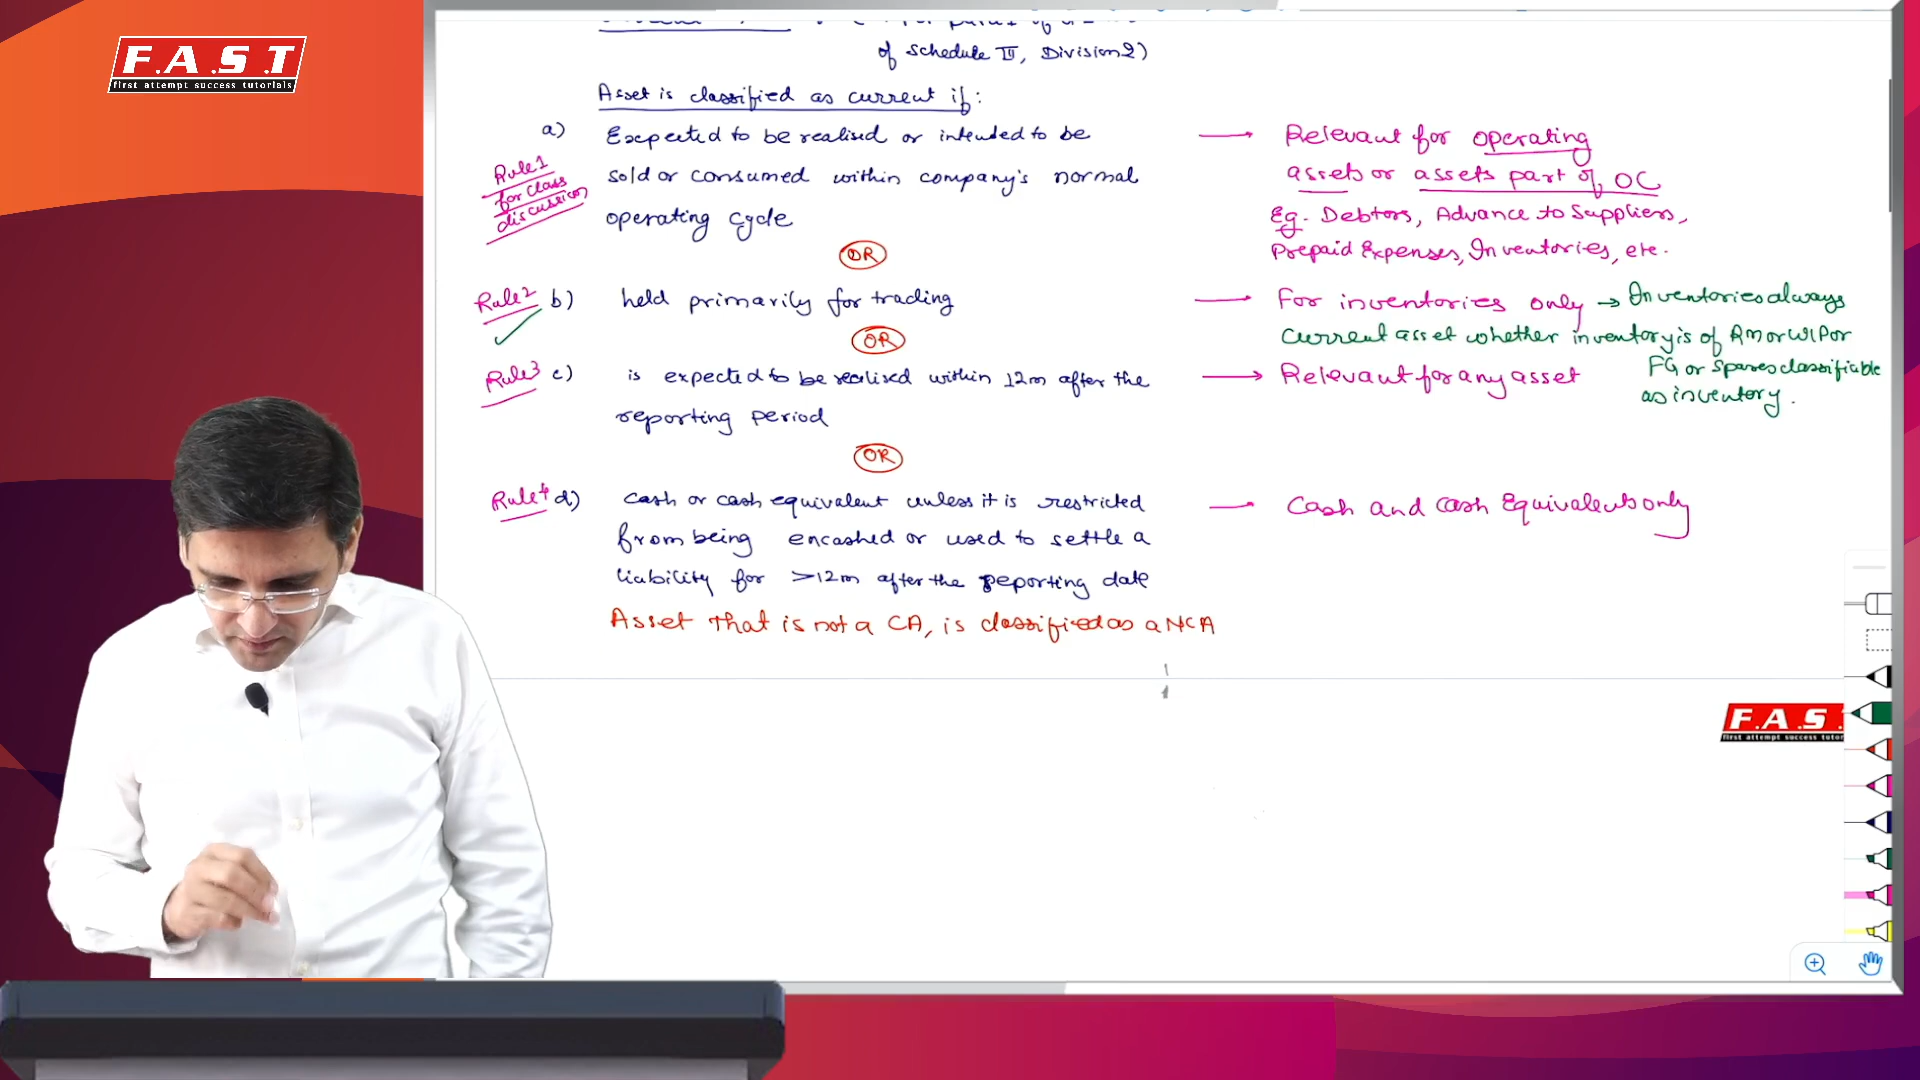 F.A.S.T
first attempt success tutorials
of Schedule III, Division 2)
Asset is classified as current if:
a) Expected to be realised or intended to be
sold or consumed within company's normal
operating cycle
Rule 1
for class
discussion
→ Relevant for operating
assets or assets part of OC
Eg. Debtors, Advance to Suppliers,
Prepaid Expenses, Inventories, etc.
OR
Rule 2 b) held primarily for trading
→ For inventories only → Inventories always
current asset whether inventory is of RM or WIP or
FG or Spares classifiable
as inventory.
OR
Rule 3 c) is expected to be realised within 12m after the
reporting period
→ Relevant for any asset
OR
Rule 4 d) Cash or cash equivalent unless it is restricted
from being encashed or used to settle a
liability for >12m after the reporting date
→ Cash and cash Equivalents only
Asset that is not a CA, is classified as a NCA
F.A.S.
first attempt success tutor